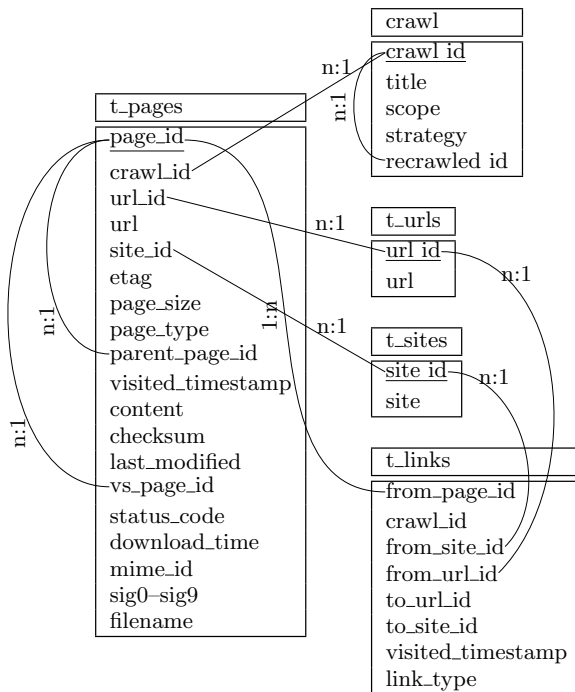 crawl
crawl id
title
scope
strategy
recrawled id
n:1
n:1
t_pages
page_id
crawl_id
url_id
url
site_id
etag
page_size
page_type
parent_page_id
visited_timestamp
content
checksum
last_modified
vs_page_id
status_code
download_time
mime_id
sig0–sig9
filename
n:1
n:1
1:n
n:1
t_urls
url id
url
n:1
n:1
t_sites
site id
site
n:1
t_links
from_page_id
crawl_id
from_site_id
from_url_id
to_url_id
to_site_id
visited_timestamp
link_type